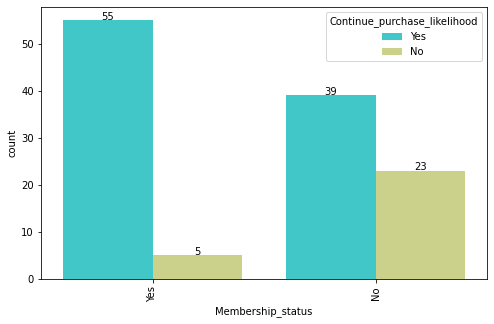 55
Continue_purchase_likelihood
Yes
No
50
40
30
20
10
0
count
39
23
5
Yes
No
Membership_status